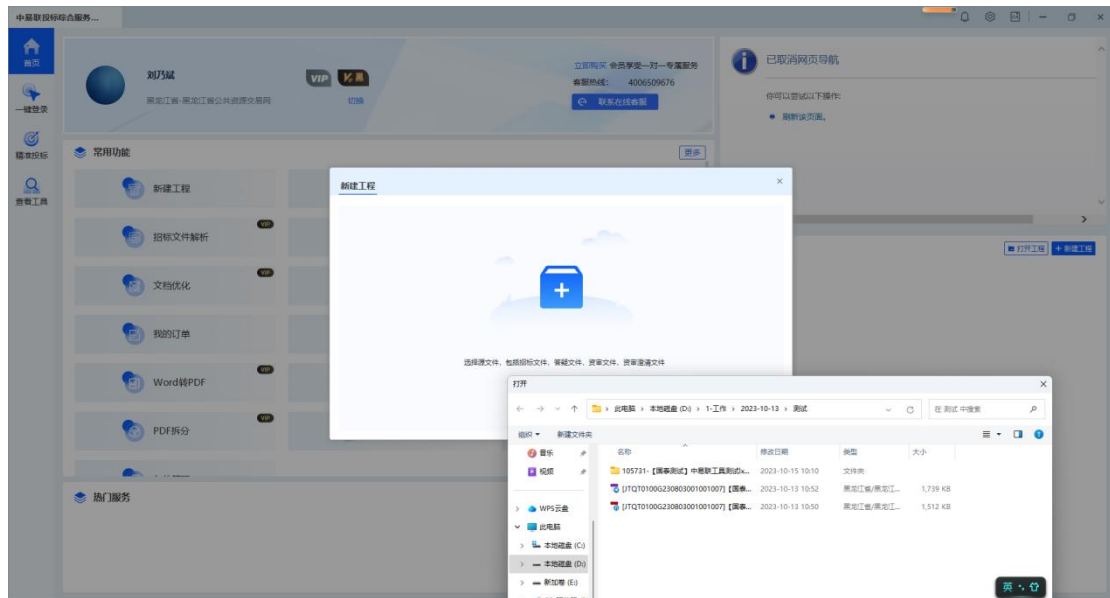 中易联投标综合服务...
首页
一键登录
精准投标
查看工具
刘乃斌
黑龙江省-黑龙江省公共资源交易网
VIP
切换
立即购买 会员享受一对一专属服务
客服热线: 4006509676
联系在线客服
已取消网页导航
你可以尝试以下操作:
刷新该页面。
常用功能
更多
新建工程
招标文件解析
VIP
文档优化
VIP
我的订单
Word转PDF
VIP
PDF拆分
VIP
热门服务
打开工程
+ 新建工程
新建工程
选择源文件、包括招标文件、答疑文件、资审文件、资审澄清文件
打开
此电脑 › 本地磁盘 (D:) › 1-工作 › 2023-10-13 › 测试
在 测试 中搜索
组织
新建文件夹
音乐
视频
WPS云盘
此电脑
本地磁盘 (C:)
本地磁盘 (D:)
新加卷 (E:)
名称
修改日期
类型
大小
105731-【国泰测试】中易联工具测试x...
2023-10-15 10:10
文件夹
[JTQT0100G230803001001007]【国泰...
2023-10-13 10:52
黑龙江省/黑龙江...
1,739 KB
[JTQT0100G230803001001007]【国泰...
2023-10-13 10:50
黑龙江省/黑龙江...
1,512 KB
英